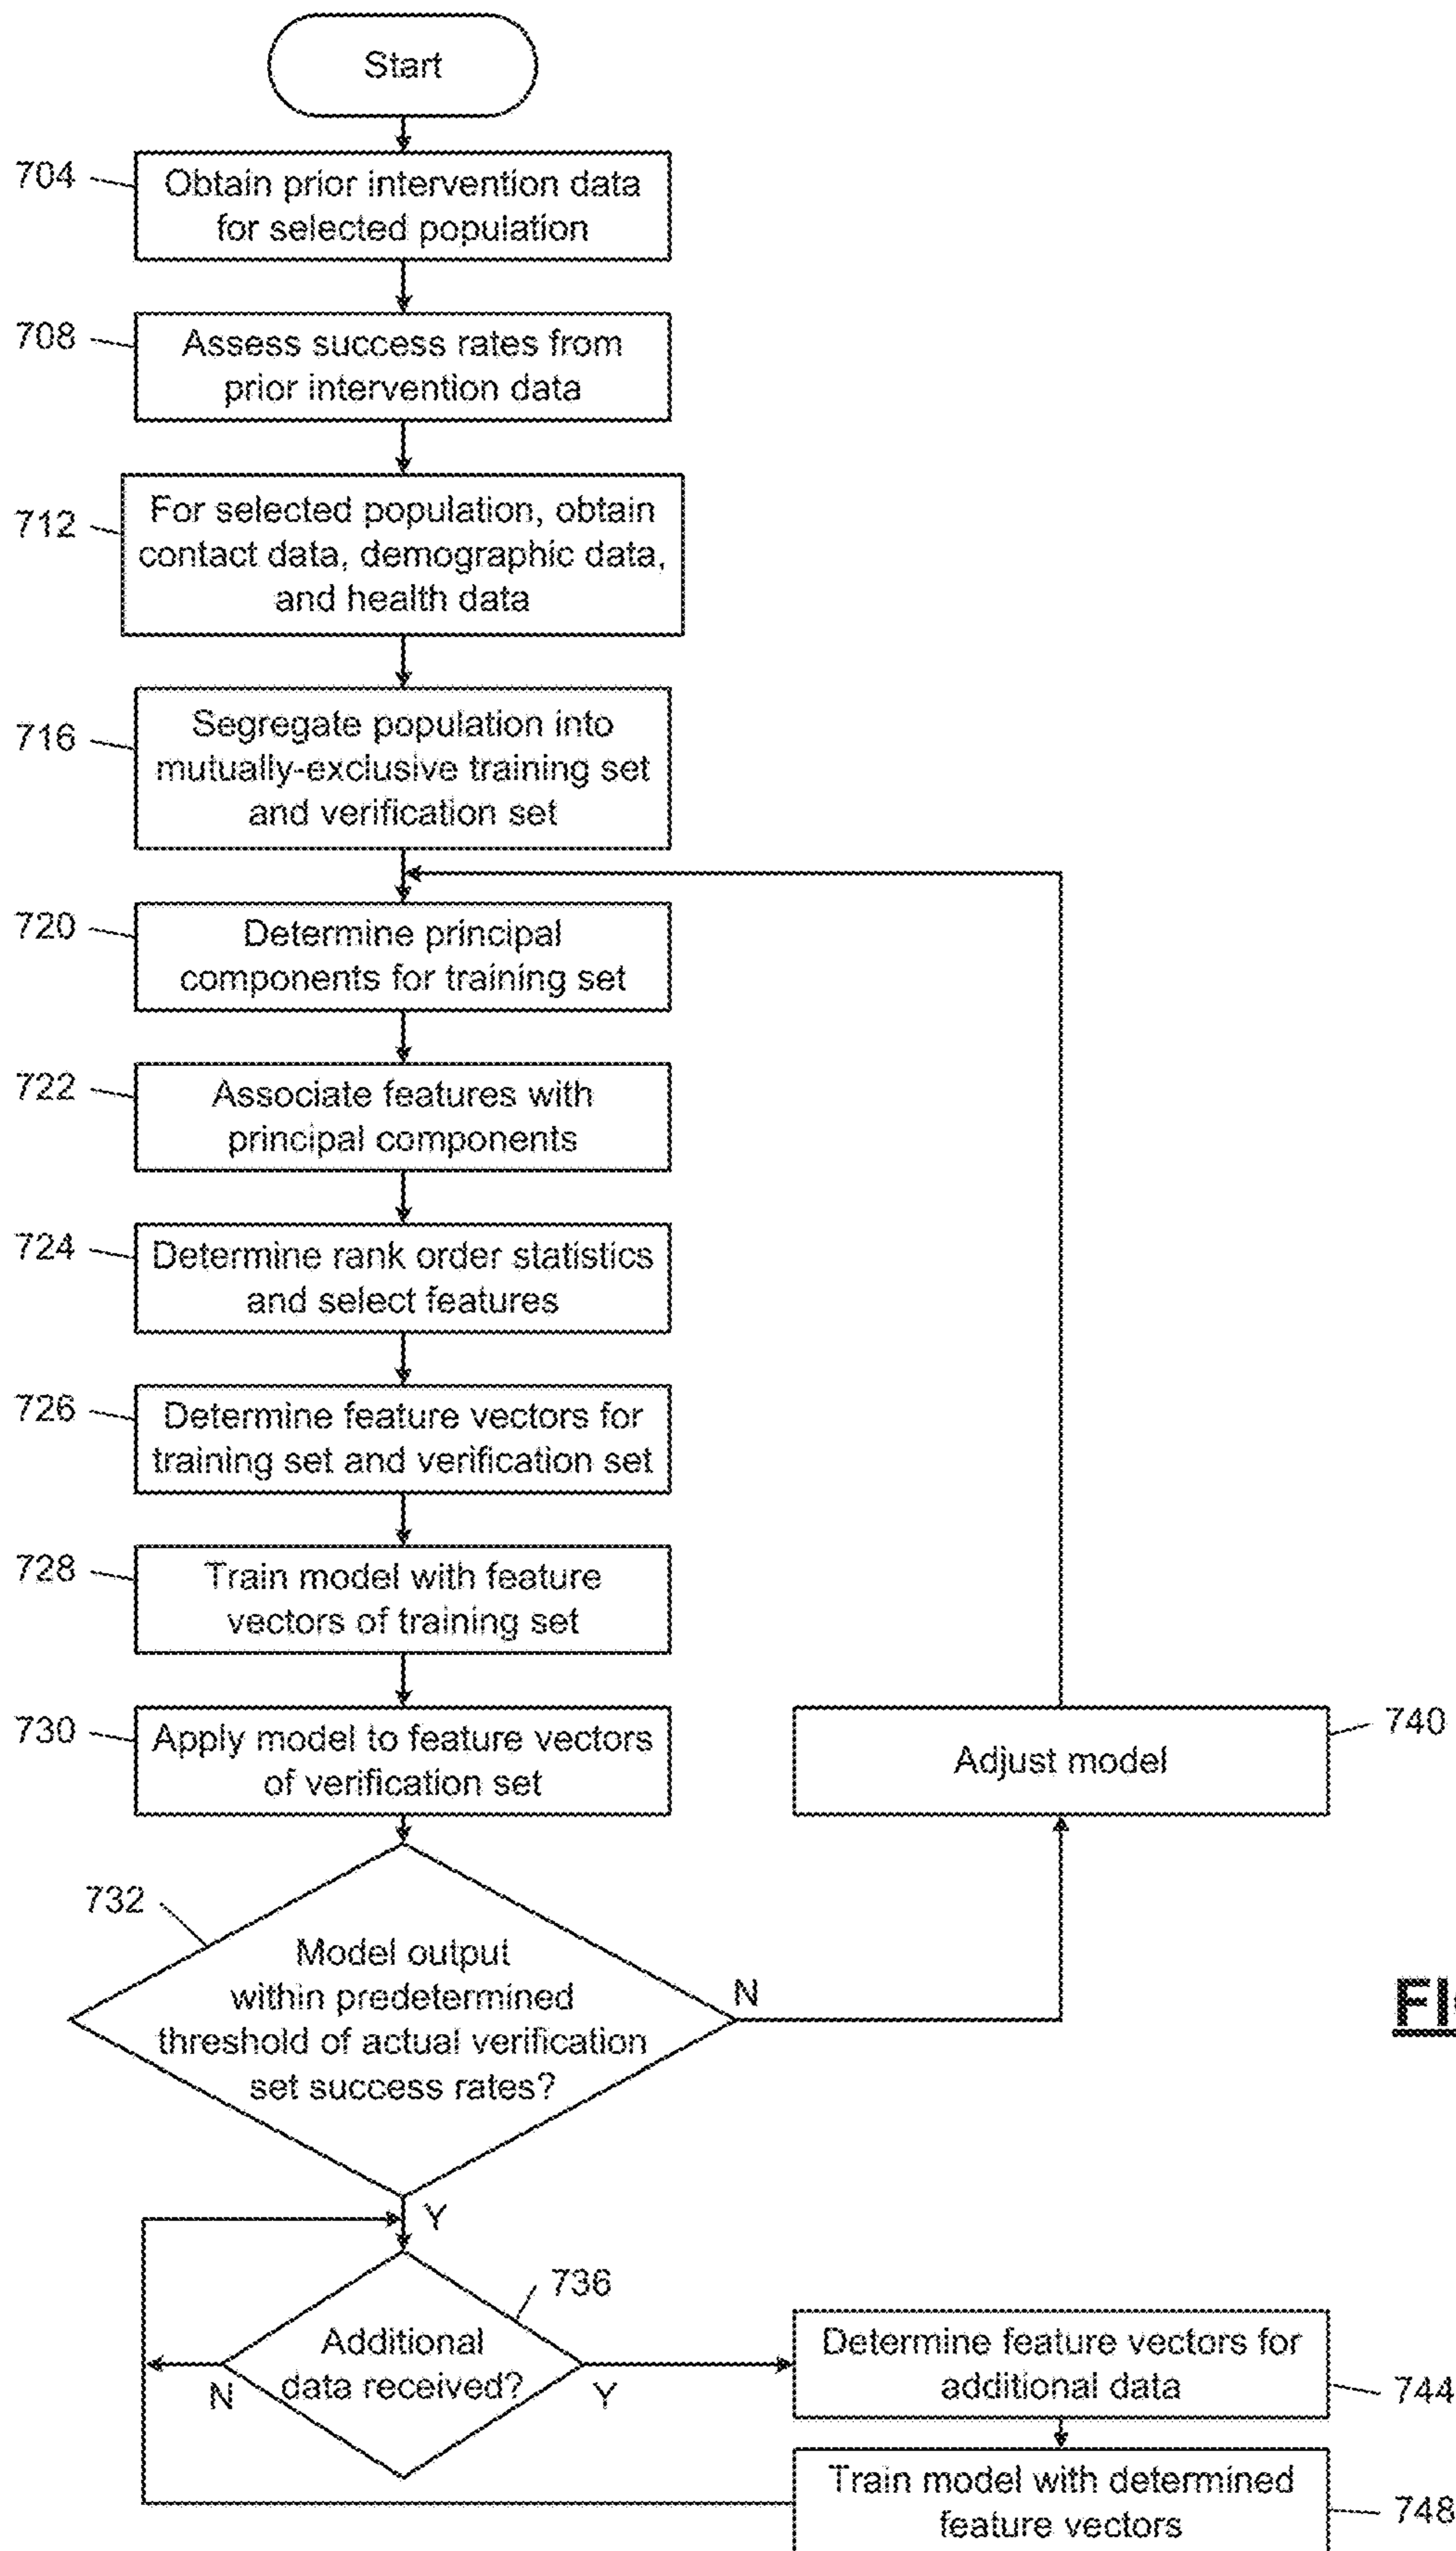 Start
704
Obtain prior intervention data
for selected population
708
Assess success rates from
prior intervention data
712
For selected population, obtain
contact data, demographic data,
and health data
716
Segregate population into
mutually-exclusive training set
and verification set
720
Determine principal
components for training set
722
Associate features with
principal components
724
Determine rank order statistics
and select features
726
Determine feature vectors for
training set and verification set
728
Train model with feature
vectors of training set
730
Apply model to feature vectors
of verification set
740
Adjust model
732
Model output
within predetermined
threshold of actual verification
set success rates?
N
Y
736
Additional
data received?
N
Y
Determine feature vectors for
additional data
744
Train model with determined
feature vectors
748